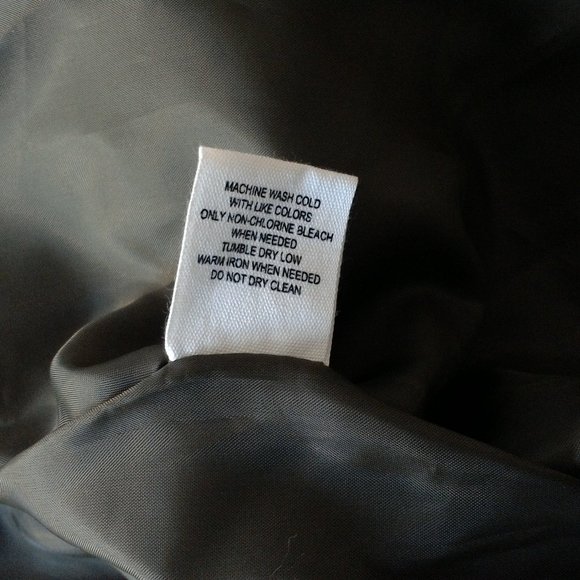 MACHINE WASH COLD
WITH LIKE COLORS
ONLY NON-CHLORINE BLEACH
WHEN NEEDED
TUMBLE DRY LOW
WARM IRON WHEN NEEDED
DO NOT DRY CLEAN